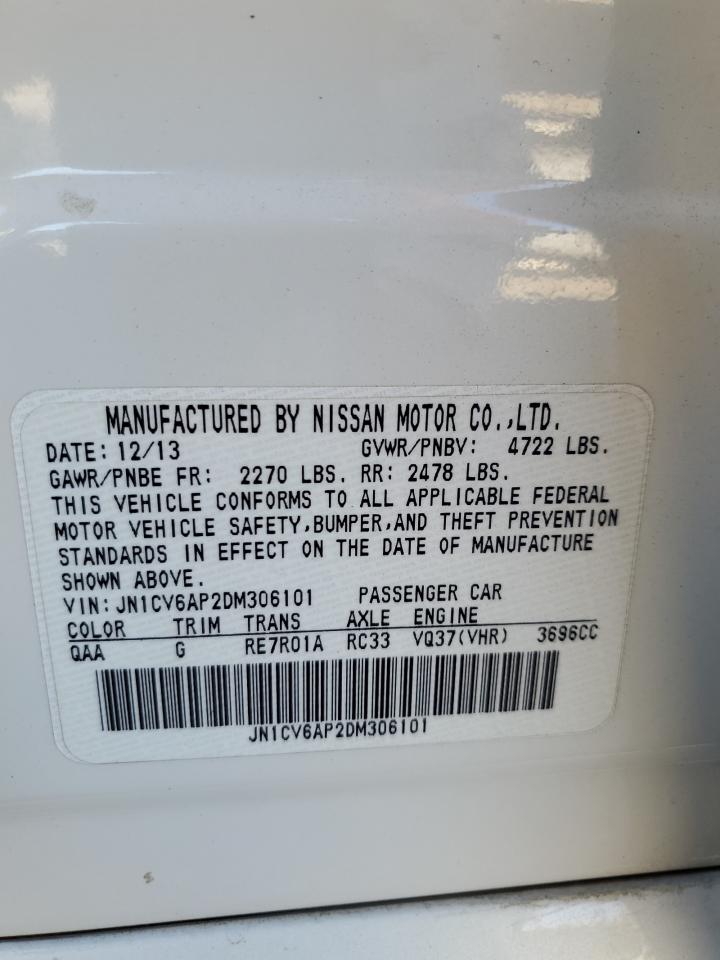 MANUFACTURED BY NISSAN MOTOR CO.,LTD.
DATE: 12/13 GVWR/PNBV: 4722 LBS.
GAWR/PNBE FR: 2270 LBS. RR: 2478 LBS.
THIS VEHICLE CONFORMS TO ALL APPLICABLE FEDERAL
MOTOR VEHICLE SAFETY,BUMPER,AND THEFT PREVENTION
STANDARDS IN EFFECT ON THE DATE OF MANUFACTURE
SHOWN ABOVE.
VIN: JN1CV6AP2DM306101 PASSENGER CAR
COLOR TRIM TRANS AXLE ENGINE
QAA G RE7R01A RC33 VQ37(VHR) 3696CC
JN1CV6AP2DM306101